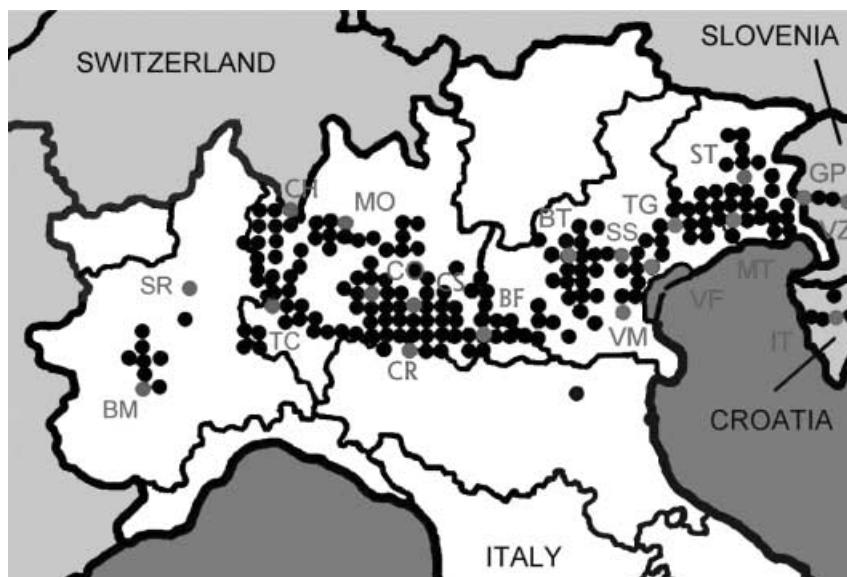 SLOVENIA
SWITZERLAND
ST
GP
CH
MO
TG
VZ
BT
SS
SR
CS
MT
BF
VF
TC
VM
IT
CR
BM
CROATIA
ITALY